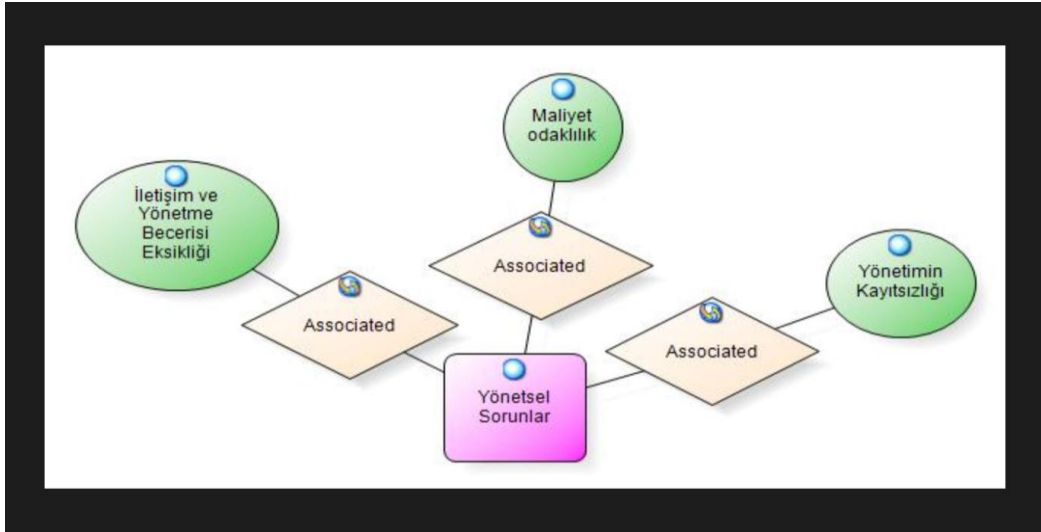 Maliyet
odaklılık
İletişim ve
Yönetme
Becerisi
Eksikliği
Associated
Yönetimin
Kayıtsızlığı
Associated
Associated
Yönetsel
Sorunlar